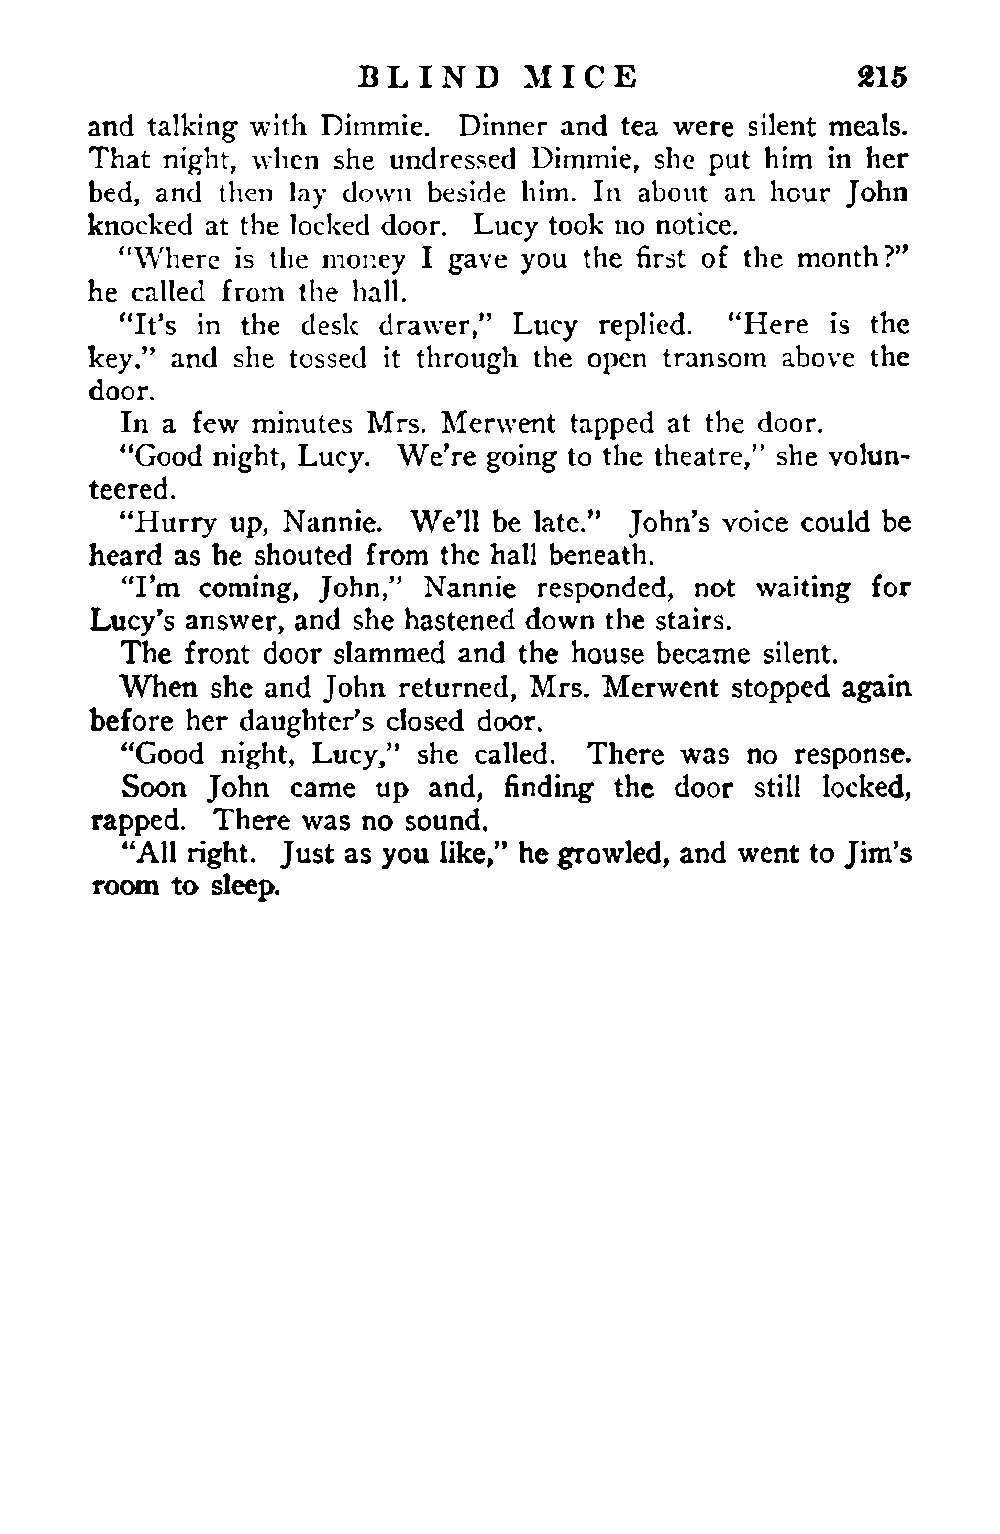 BLIND MICE 215
and talking with Dimmie. Dinner and tea were silent meals.
That night, when she undressed Dimmie, she put him in her
bed, and then lay down beside him. In about an hour John
knocked at the locked door. Lucy took no notice.
“Where is the money I gave you the first of the month?”
he called from the hall.
“It’s in the desk drawer,” Lucy replied. “Here is the
key.” and she tossed it through the open transom above the
door.
In a few minutes Mrs. Merwent tapped at the door.
“Good night, Lucy. We’re going to the theatre,” she volun-
teered.
“Hurry up, Nannie. We’ll be late.” John’s voice could be
heard as he shouted from the hall beneath.
“I’m coming, John,” Nannie responded, not waiting for
Lucy’s answer, and she hastened down the stairs.
The front door slammed and the house became silent.
When she and John returned, Mrs. Merwent stopped again
before her daughter’s closed door.
“Good night, Lucy,” she called. There was no response.
Soon John came up and, finding the door still locked,
rapped. There was no sound.
“All right. Just as you like,” he growled, and went to Jim’s
room to sleep.